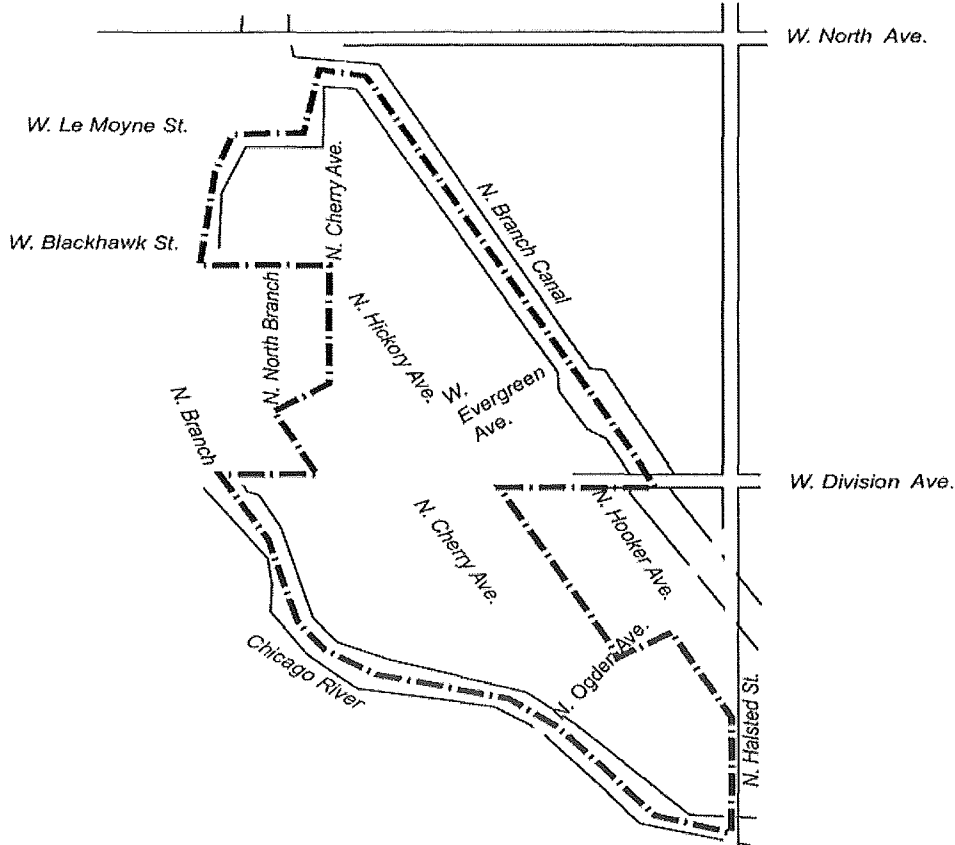 W. North Ave.
W. Le Moyne St.
N. Cherry Ave.
N. Branch Canal
W. Blackhawk St.
N. North Branch
N. Hickory Ave.
W.
Evergreen
Ave.
N. Branch
W. Division Ave.
N. Cherry Ave.
N. Hooker Ave.
N. Ogden Ave.
Chicago River
N. Halsted St.